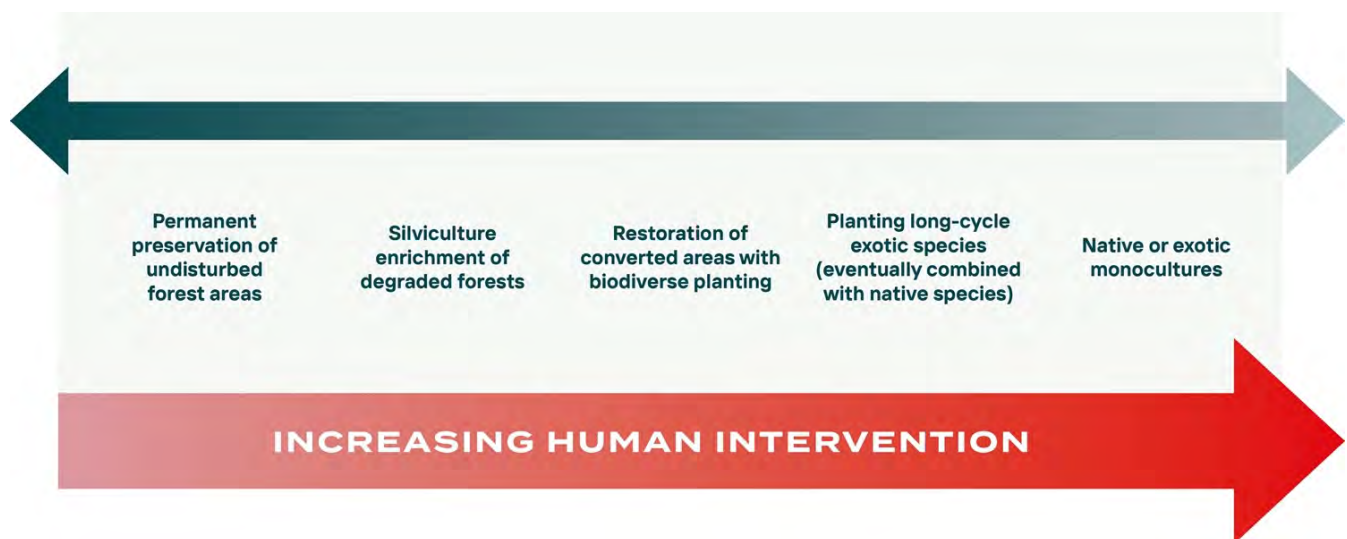 Permanent
preservation of
undisturbed
forest areas
Silviculture
enrichment of
degraded forests
Restoration of
converted areas with
biodiverse planting
Planting long-cycle
exotic species
(eventually combined
with native species)
Native or exotic
monocultures
INCREASING HUMAN INTERVENTION